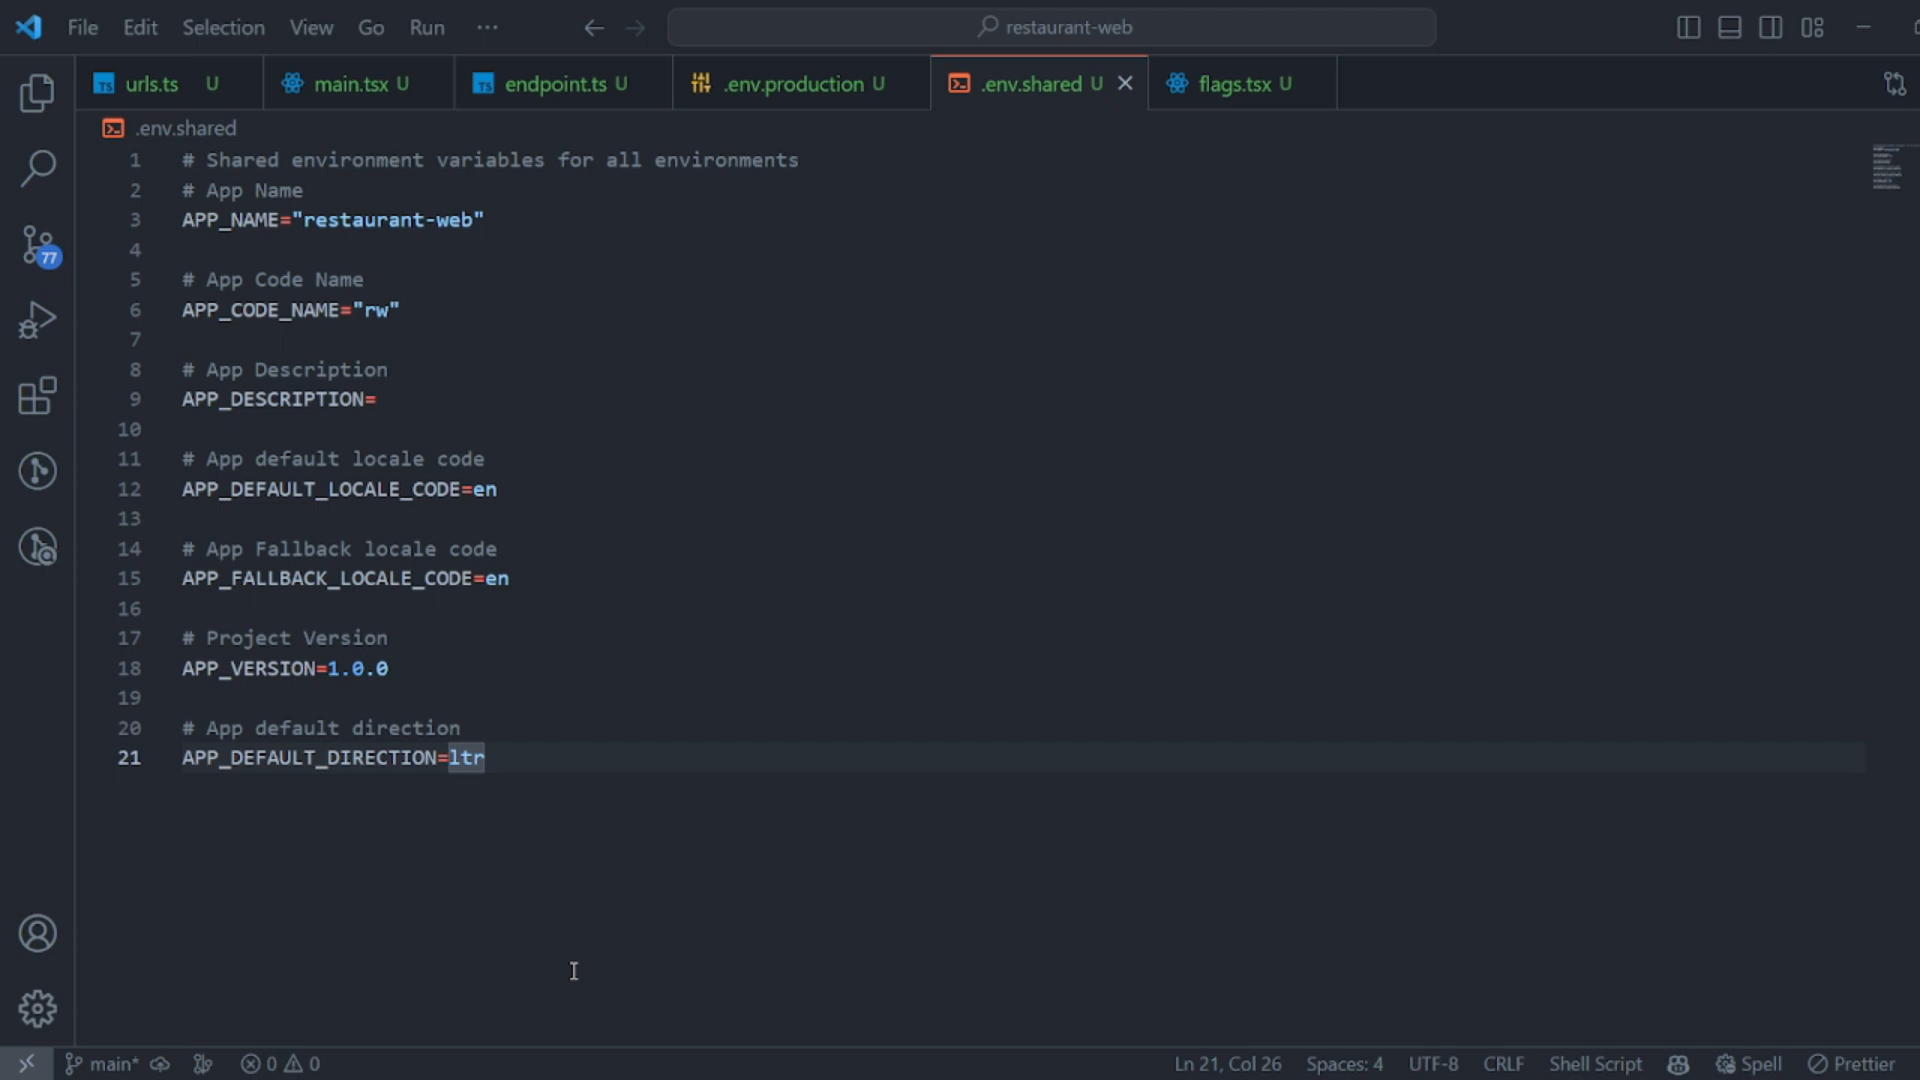 File Edit Selection View Go Run ··· restaurant-web
urls.ts U main.tsx U endpoint.ts U .env.production U .env.shared U flags.tsx U
.env.shared
1 # Shared environment variables for all environments
2 # App Name
3 APP_NAME="restaurant-web"
4
5 # App Code Name
6 APP_CODE_NAME="rw"
7
8 # App Description
9 APP_DESCRIPTION=
10
11 # App default locale code
12 APP_DEFAULT_LOCALE_CODE=en
13
14 # App Fallback locale code
15 APP_FALLBACK_LOCALE_CODE=en
16
17 # Project Version
18 APP_VERSION=1.0.0
19
20 # App default direction
21 APP_DEFAULT_DIRECTION=ltr
77
main* 0 0 Ln 21, Col 26 Spaces: 4 UTF-8 CRLF Shell Script Spell Prettier